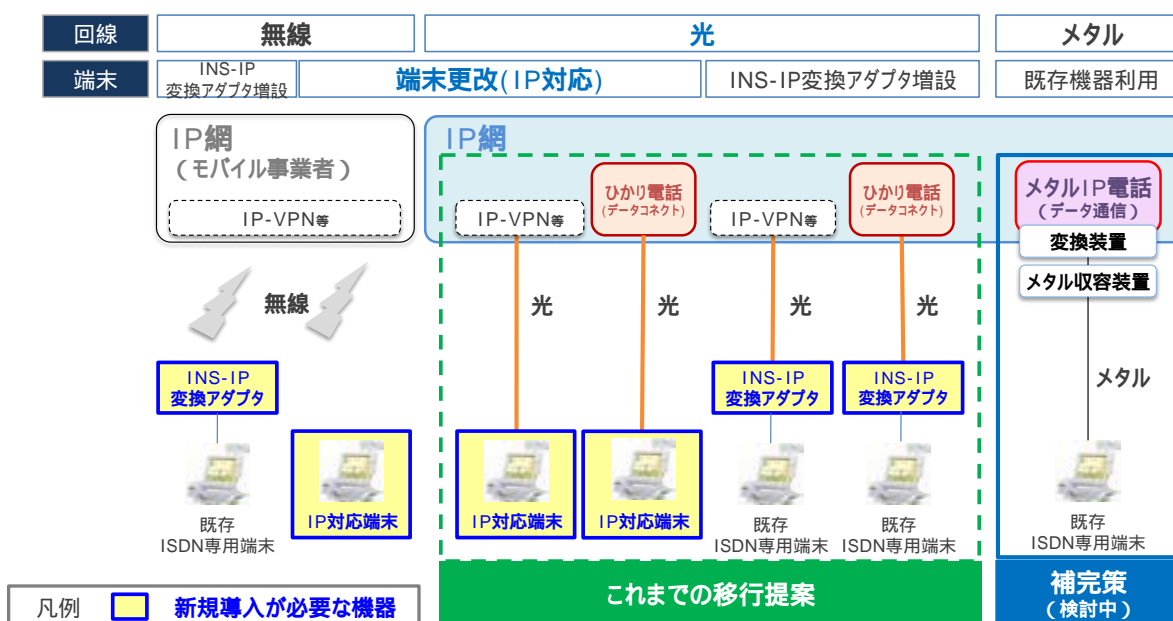 回線
無線
光
メタル
端末
INS-IP
変換アダプタ増設
端末更改(IP対応)
INS-IP変換アダプタ増設
既存機器利用
IP網
(モバイル事業者)
IP-VPN等
IP網
IP-VPN等
ひかり電話
(データコネクト)
IP-VPN等
ひかり電話
(データコネクト)
メタルIP電話
(データ通信)
変換装置
メタル収容装置
無線
光
光
光
光
メタル
INS-IP
変換アダプタ
INS-IP
変換アダプタ
INS-IP
変換アダプタ
既存
ISDN専用端末
IP対応端末
IP対応端末
IP対応端末
既存
ISDN専用端末
既存
ISDN専用端末
既存
ISDN専用端末
これまでの移行提案
補完策
(検討中)
凡例
新規導入が必要な機器